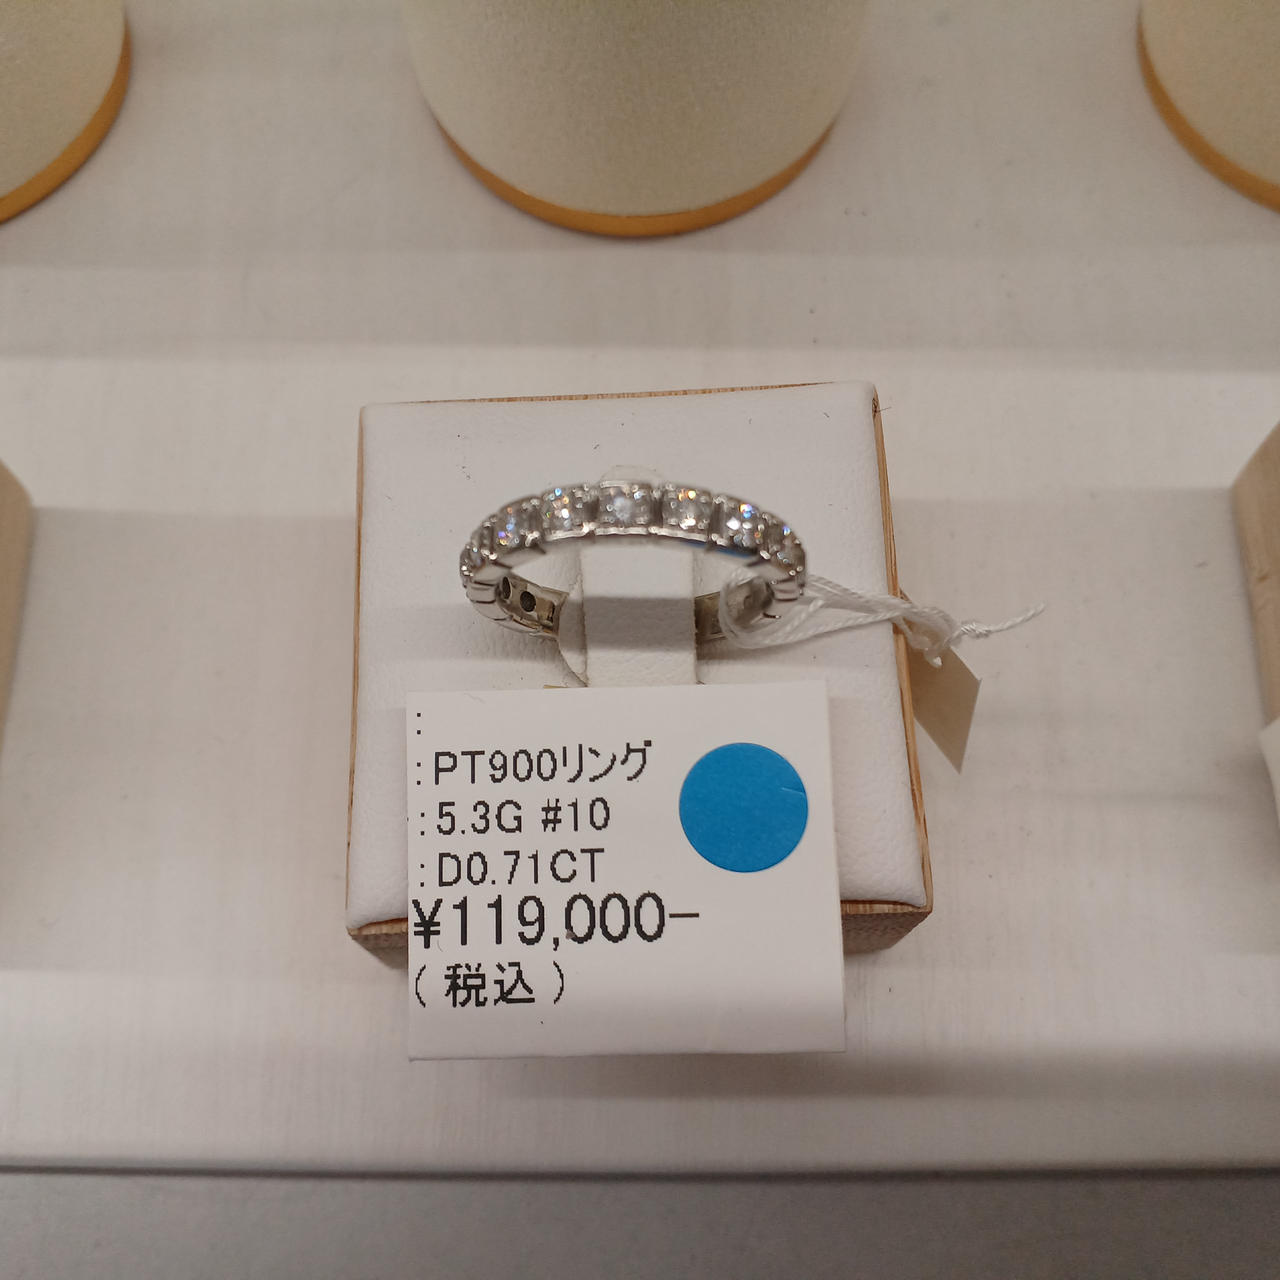 :
:PT900リング
:5.3G #10
:D0.71CT
¥119,000-
(税込)